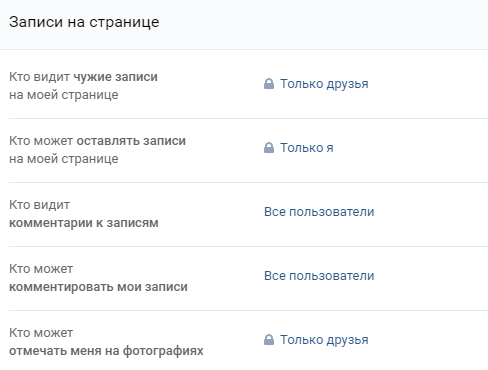 Записи на странице
Кто видит чужие записи
на моей странице
Только друзья
Кто может оставлять записи
на моей странице
Только я
Кто видит
комментарии к записям
Все пользователи
Кто может
комментировать мои записи
Все пользователи
Кто может
отмечать меня на фотографиях
Только друзья